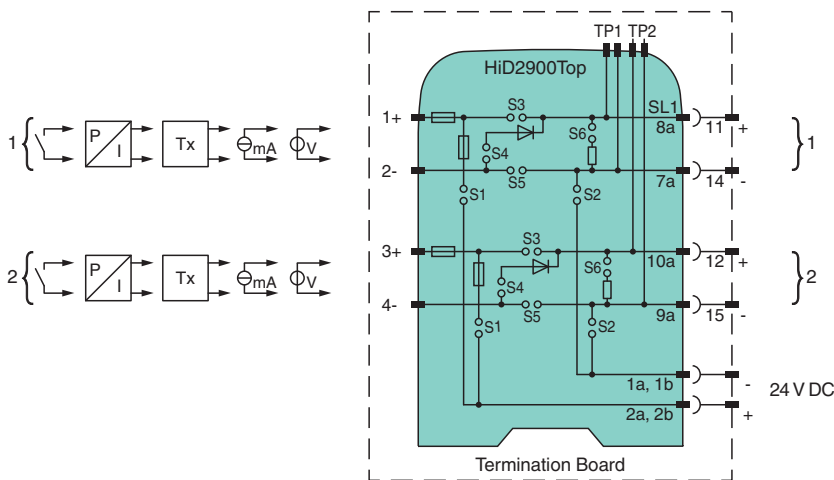 TP1 TP2
HiD2900Top
1 P I Tx mA V
1+ S3 SL1
8a 11 + 1
S4 S6
2- S1 S5 S2 7a 14 -
2 P I Tx mA V
3+ S3 10a 12 + 2
S4 S6
4- S1 S5 S2 9a 15 -
1a, 1b -
24 V DC
2a, 2b +
Termination Board